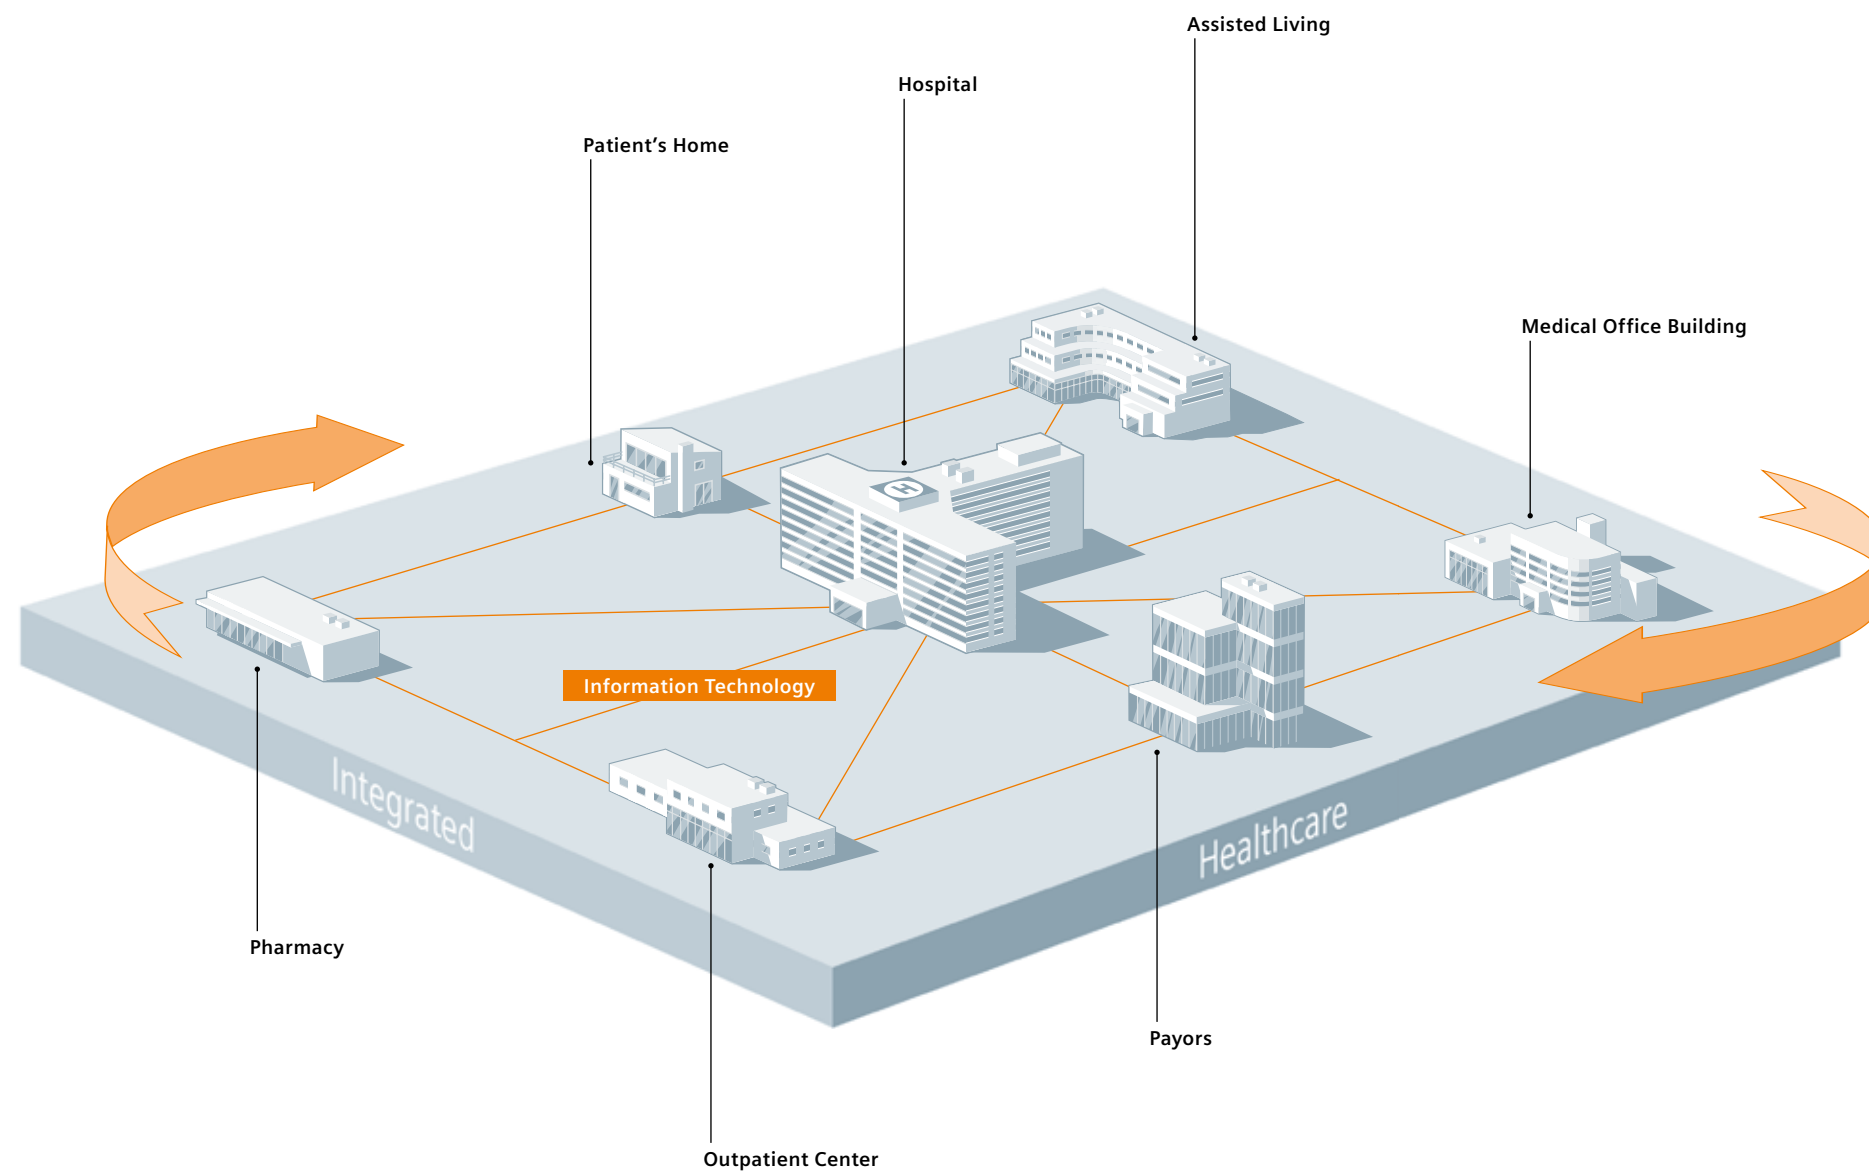 Assisted Living
Hospital
Patient’s Home
Medical Office Building
Information Technology
Integrated
Healthcare
Pharmacy
Payors
Outpatient Center
H